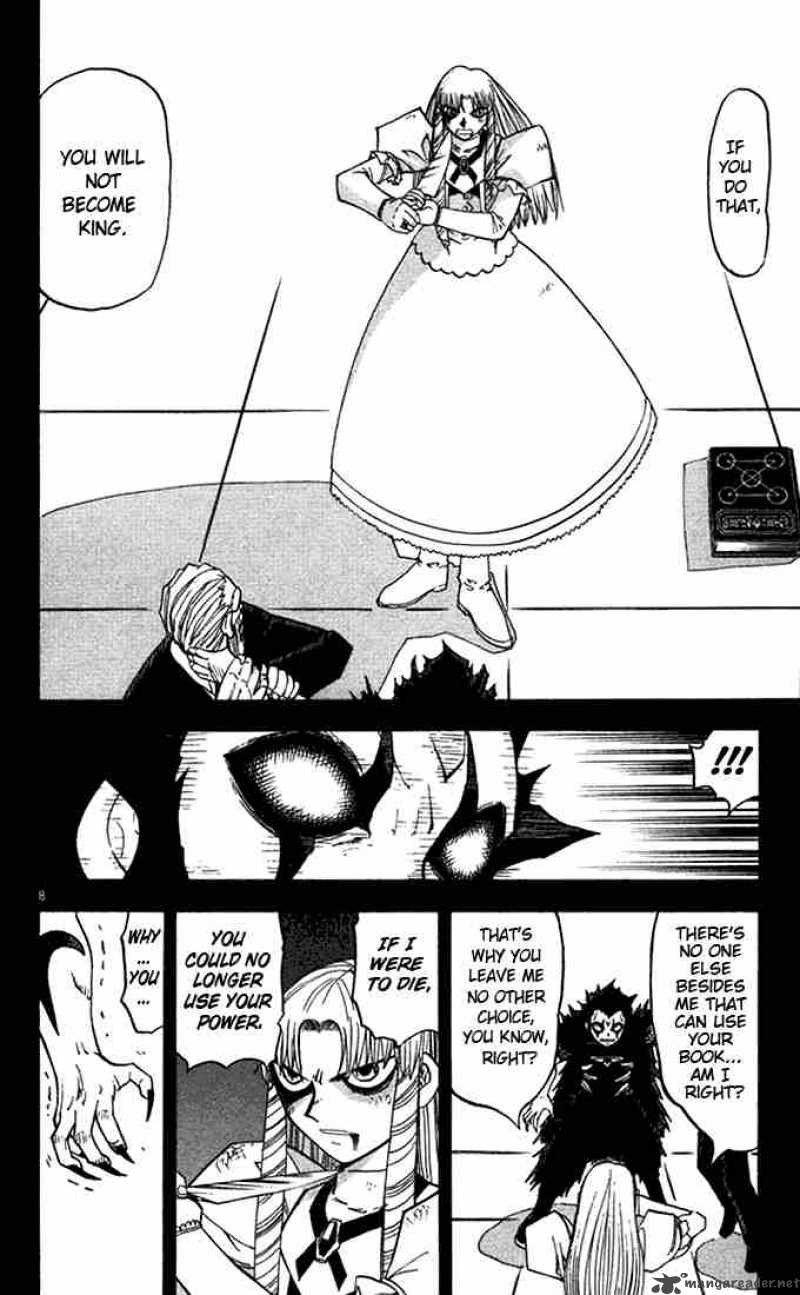 IF
YOU
DO
THAT,
YOU WILL
NOT
BECOME
KING.
!!!
8
THERE'S
NO ONE
ELSE
BESIDES
ME THAT
CAN USE
YOUR
BOOK...
AM I
RIGHT?
THAT'S
WHY YOU
LEAVE ME
NO OTHER
CHOICE,
YOU KNOW,
RIGHT?
IF I
WERE
TO DIE,
YOU
COULD NO
LONGER
USE YOUR
POWER.
WHY
...
YOU
...
mangareader.net